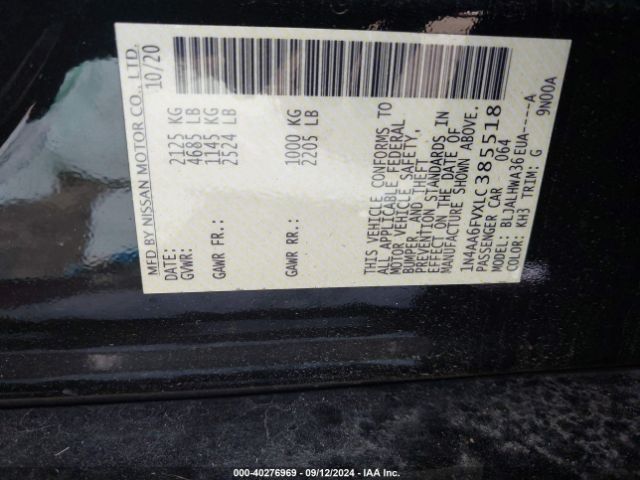 MFD BY NISSAN MOTOR CO., LTD.
DATE: 10/20
GVWR: 2125 KG
4685 LB
GAWR FR.: 1145 KG
2524 LB
GAWR RR.: 1000 KG
2205 LB
THIS VEHICLE CONFORMS TO
ALL APPLICABLE FEDERAL
MOTOR VEHICLE SAFETY,
BUMPER, AND THEFT
PREVENTION STANDARDS IN
EFFECT ON THE DATE OF
MANUFACTURE SHOWN ABOVE.
1N4AA6FVXLC385518
PASSENGER CAR 064
MODEL: BLJALHWA36EUA----A
COLOR: KH3 TRIM: G 9N00A
000-40276969 - 09/12/2024 - IAA Inc.